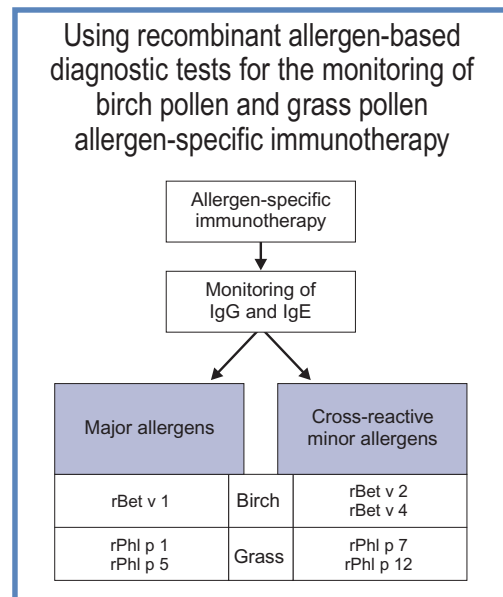 Using recombinant allergen-based
diagnostic tests for the monitoring of
birch pollen and grass pollen
allergen-specific immunotherapy
Allergen-specific
immunotherapy
Monitoring of
IgG and IgE
Major allergens
Cross-reactive
minor allergens
rBet v 1
Birch
rBet v 2
rBet v 4
rPhl p 1
rPhl p 5
Grass
rPhl p 7
rPhl p 12